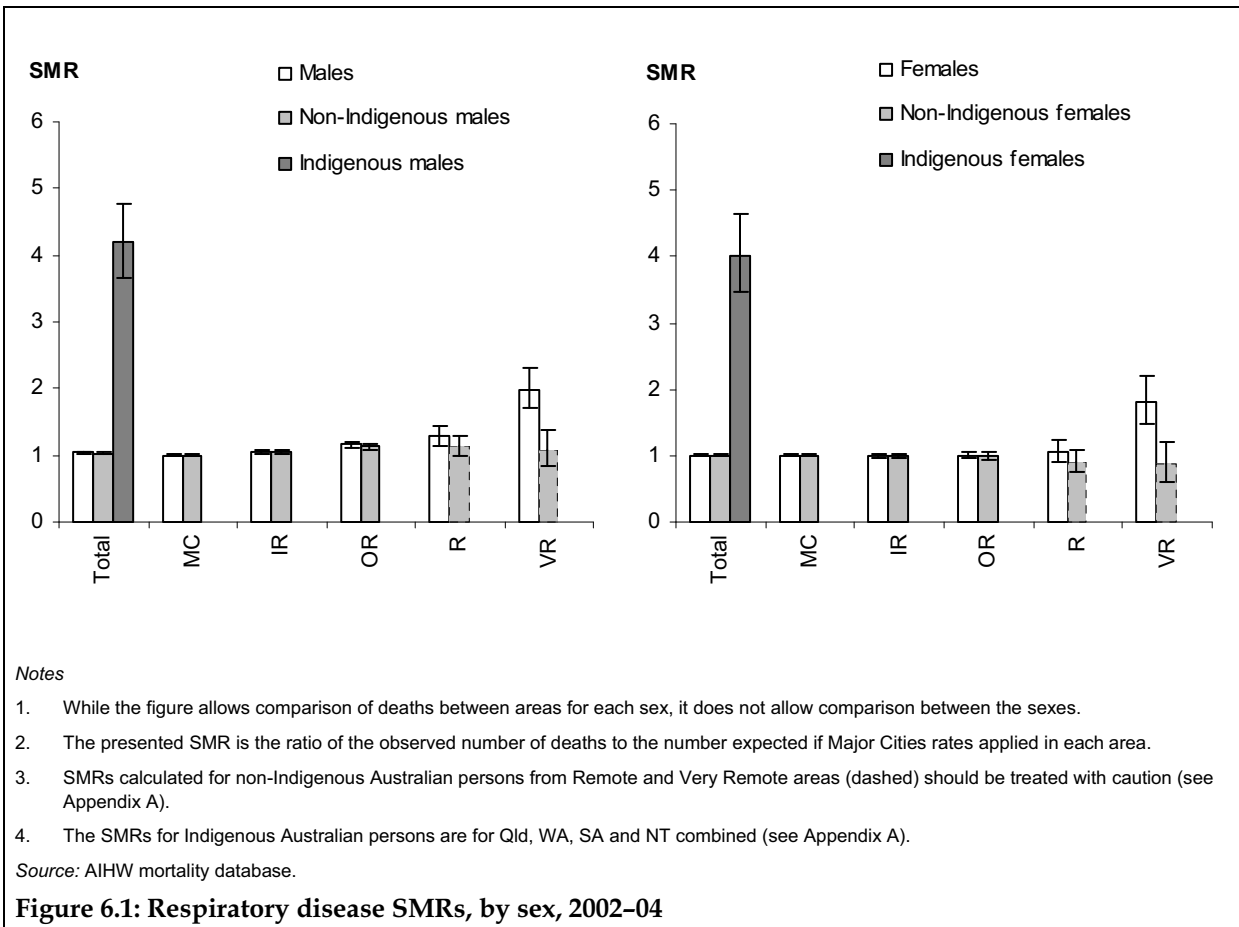 SMR
Males
Non-Indigenous males
Indigenous males
6
5
4
3
2
1
0
Total
MC
IR
OR
R
VR
SMR
Females
Non-Indigenous females
Indigenous females
6
5
4
3
2
1
0
Total
MC
IR
OR
R
VR
Notes
1. While the figure allows comparison of deaths between areas for each sex, it does not allow comparison between the sexes.
2. The presented SMR is the ratio of the observed number of deaths to the number expected if Major Cities rates applied in each area.
3. SMRs calculated for non-Indigenous Australian persons from Remote and Very Remote areas (dashed) should be treated with caution (see
Appendix A).
4. The SMRs for Indigenous Australian persons are for Qld, WA, SA and NT combined (see Appendix A).
Source: AIHW mortality database.
Figure 6.1: Respiratory disease SMRs, by sex, 2002–04